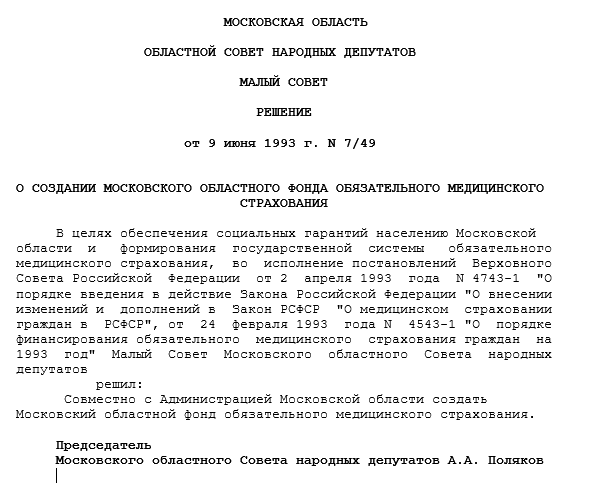 МОСКОВСКАЯ ОБЛАСТЬ
ОБЛАСТНОЙ СОВЕТ НАРОДНЫХ ДЕПУТАТОВ
МАЛЫЙ СОВЕТ
РЕШЕНИЕ
от 9 июня 1993 г. N 7/49
О СОЗДАНИИ МОСКОВСКОГО ОБЛАСТНОГО ФОНДА ОБЯЗАТЕЛЬНОГО МЕДИЦИНСКОГО
СТРАХОВАНИЯ
В целях обеспечения социальных гарантий населению Московской
области и формирования государственной системы обязательного
медицинского страхования, во исполнение постановлений Верховного
Совета Российской Федерации от 2 апреля 1993 года N 4743-1 "О
порядке введения в действие Закона Российской Федерации "О внесении
изменений и дополнений в Закон РСФСР "О медицинском страховании
граждан в РСФСР", от 24 февраля 1993 года N 4543-1 "О порядке
финансирования обязательного медицинского страхования граждан на
1993 год" Малый Совет Московского областного Совета народных
депутатов
решил:
Совместно с Администрацией Московской области создать
Московский областной фонд обязательного медицинского страхования.
Председатель
Московского областного Совета народных депутатов А.А. Поляков